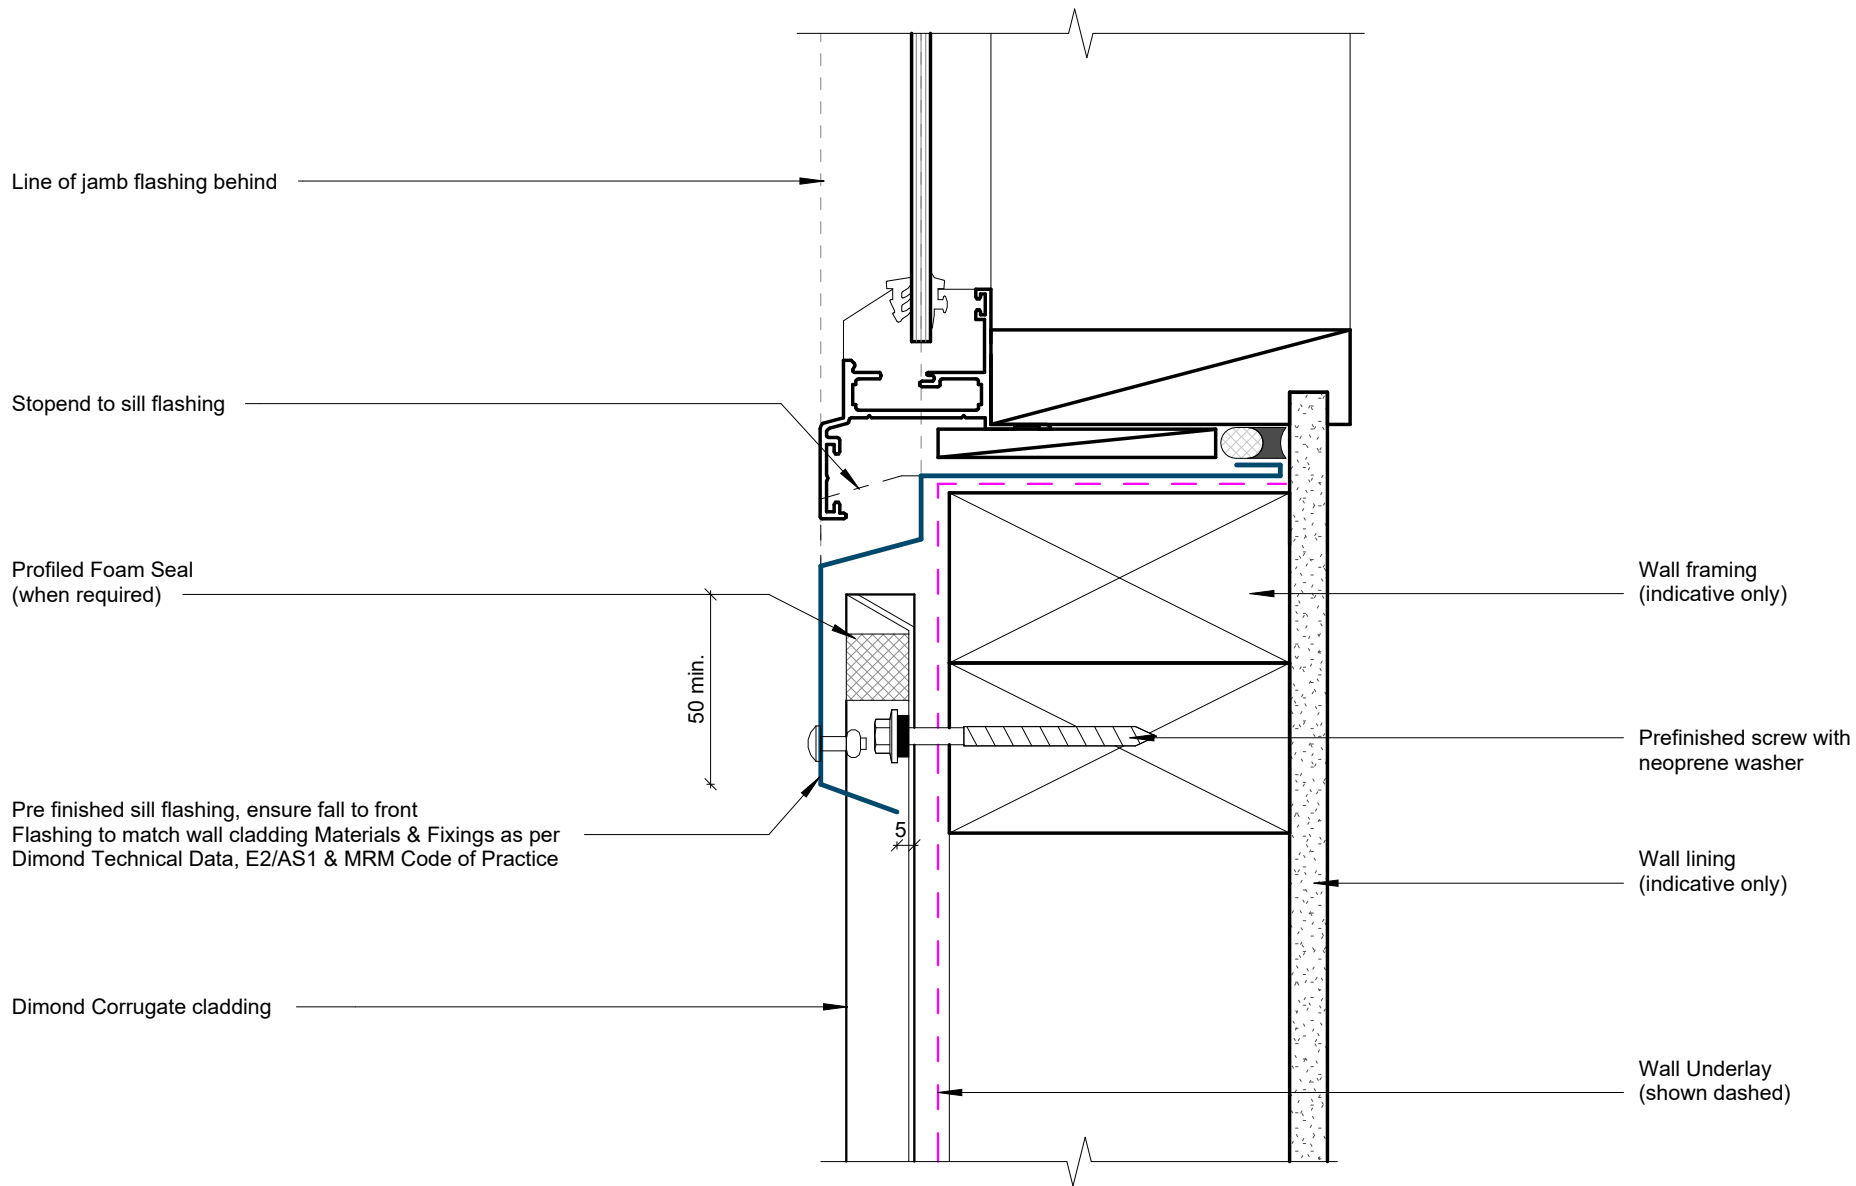 Line of jamb flashing behind
Stopend to sill flashing
Profiled Foam Seal
(when required)
50 min.
Pre finished sill flashing, ensure fall to front
Flashing to match wall cladding Materials & Fixings as per
Dimond Technical Data, E2/AS1 & MRM Code of Practice
5
Dimond Corrugate cladding
Wall framing
(indicative only)
Prefinished screw with
neoprene washer
Wall lining
(indicative only)
Wall Underlay
(shown dashed)